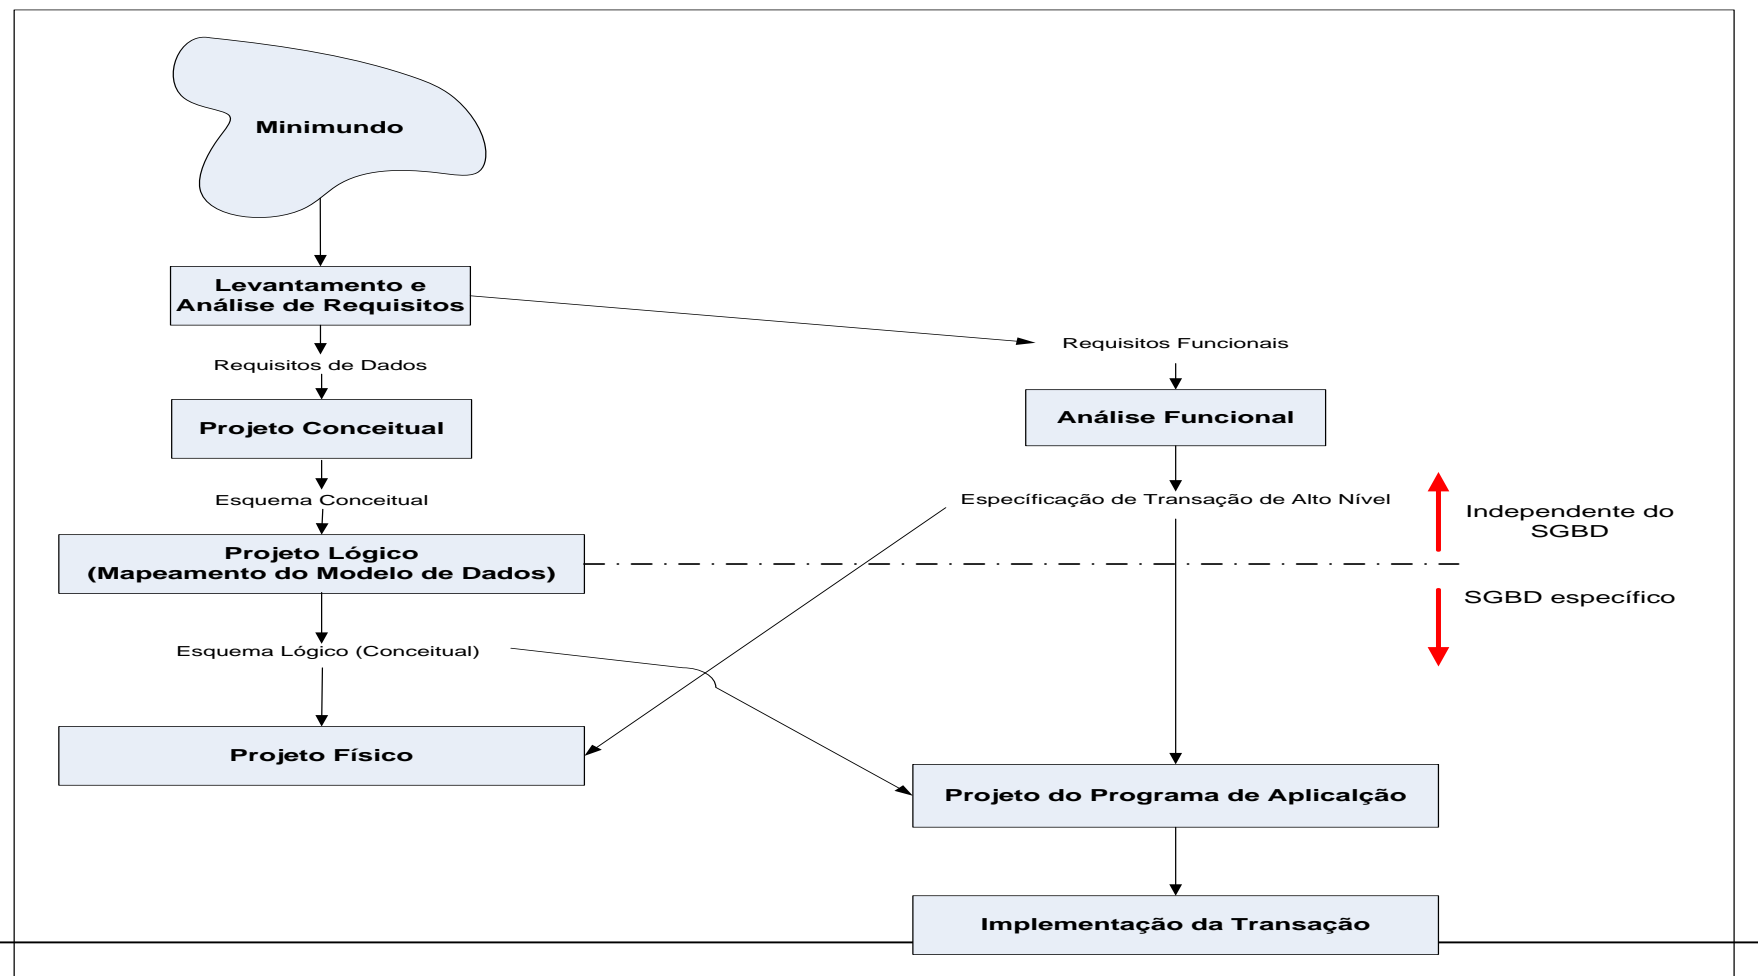 Minimundo
Levantamento e
Análise de Requisitos
Requisitos Funcionais
Requisitos de Dados
Análise Funcional
Projeto Conceitual
Esquema Conceitual
Específicação de Transação de Alto Nível
Independente do
SGBD
Projeto Lógico
(Mapeamento do Modelo de Dados)
SGBD específico
Esquema Lógico (Conceitual)
Projeto Físico
Projeto do Programa de Aplicalção
Implementação da Transação